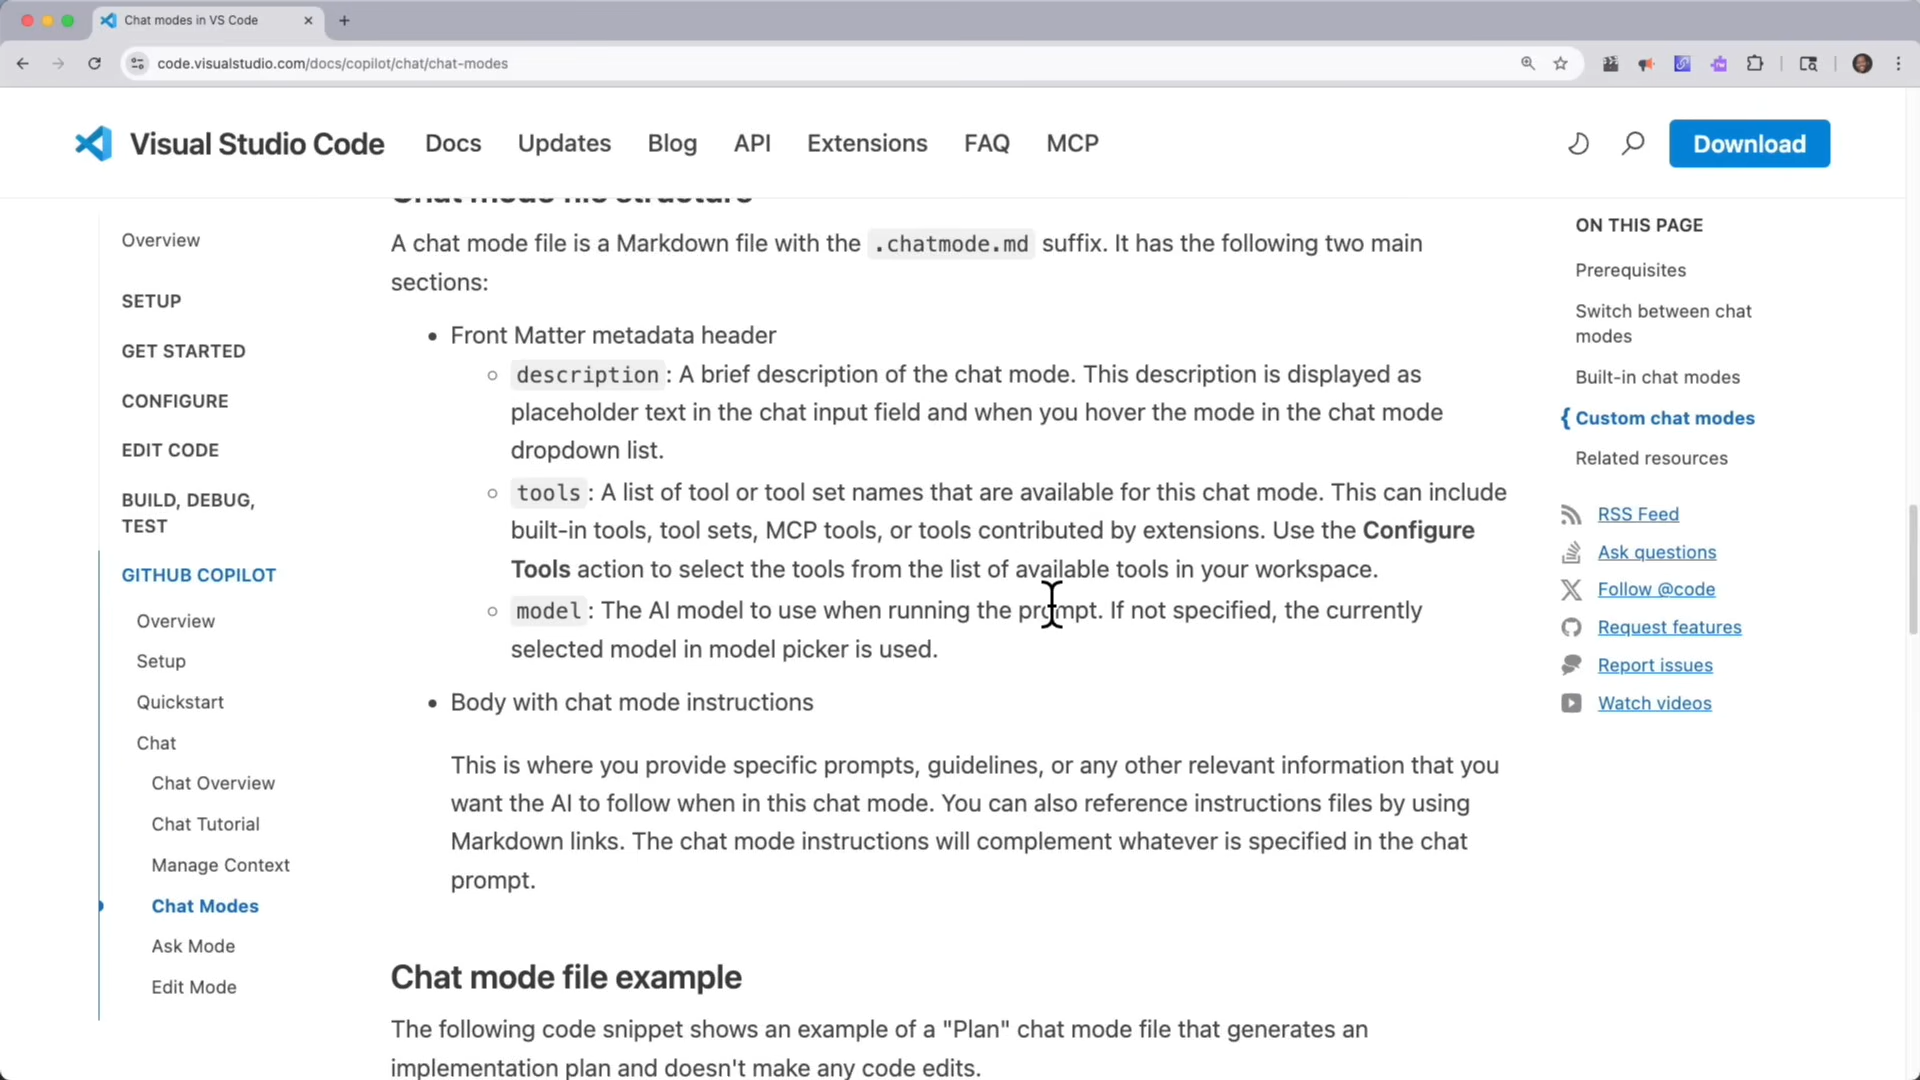 Chat modes in VS Code
code.visualstudio.com/docs/copilot/chat/chat-modes
Visual Studio Code
Docs
Updates
Blog
API
Extensions
FAQ
MCP
Download
Overview
SETUP
GET STARTED
CONFIGURE
EDIT CODE
BUILD, DEBUG,
TEST
GITHUB COPILOT
Overview
Setup
Quickstart
Chat
Chat Overview
Chat Tutorial
Manage Context
Chat Modes
Ask Mode
Edit Mode
Chat mode file structure
A chat mode file is a Markdown file with the .chatmode.md suffix. It has the following two main
sections:
• Front Matter metadata header
description: A brief description of the chat mode. This description is displayed as
placeholder text in the chat input field and when you hover the mode in the chat mode
dropdown list.
tools: A list of tool or tool set names that are available for this chat mode. This can include
built-in tools, tool sets, MCP tools, or tools contributed by extensions. Use the Configure
Tools action to select the tools from the list of available tools in your workspace.
model: The AI model to use when running the prompt. If not specified, the currently
selected model in model picker is used.
• Body with chat mode instructions
This is where you provide specific prompts, guidelines, or any other relevant information that you
want the AI to follow when in this chat mode. You can also reference instructions files by using
Markdown links. The chat mode instructions will complement whatever is specified in the chat
prompt.
Chat mode file example
The following code snippet shows an example of a "Plan" chat mode file that generates an
implementation plan and doesn't make any code edits.
ON THIS PAGE
Prerequisites
Switch between chat
modes
Built-in chat modes
{ Custom chat modes
Related resources
RSS Feed
Ask questions
Follow @code
Request features
Report issues
Watch videos